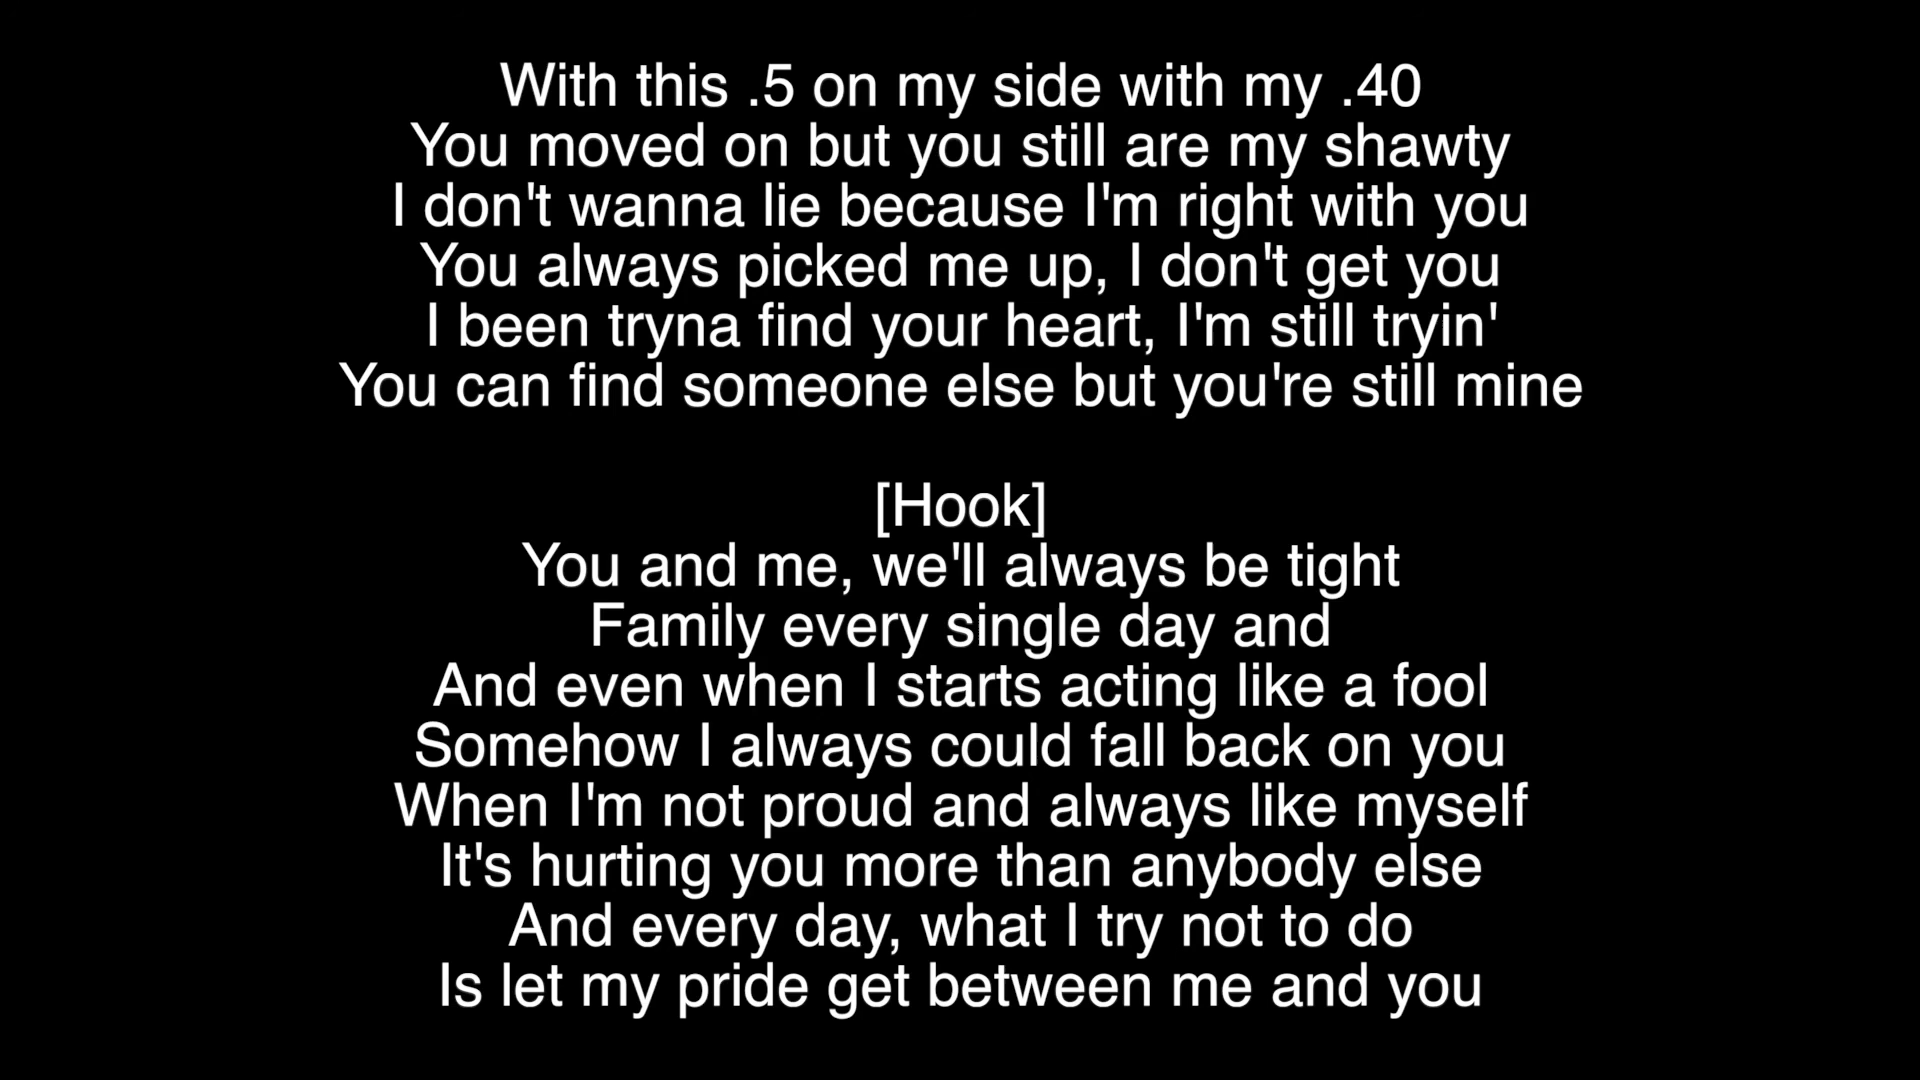 With this .5 on my side with my .40
You moved on but you still are my shawty
I don't wanna lie because I'm right with you
You always picked me up, I don't get you
I been tryna find your heart, I'm still tryin'
You can find someone else but you're still mine
[Hook]
You and me, we'll always be tight
Family every single day and
And even when I starts acting like a fool
Somehow I always could fall back on you
When I'm not proud and always like myself
It's hurting you more than anybody else
And every day, what I try not to do
Is let my pride get between me and you